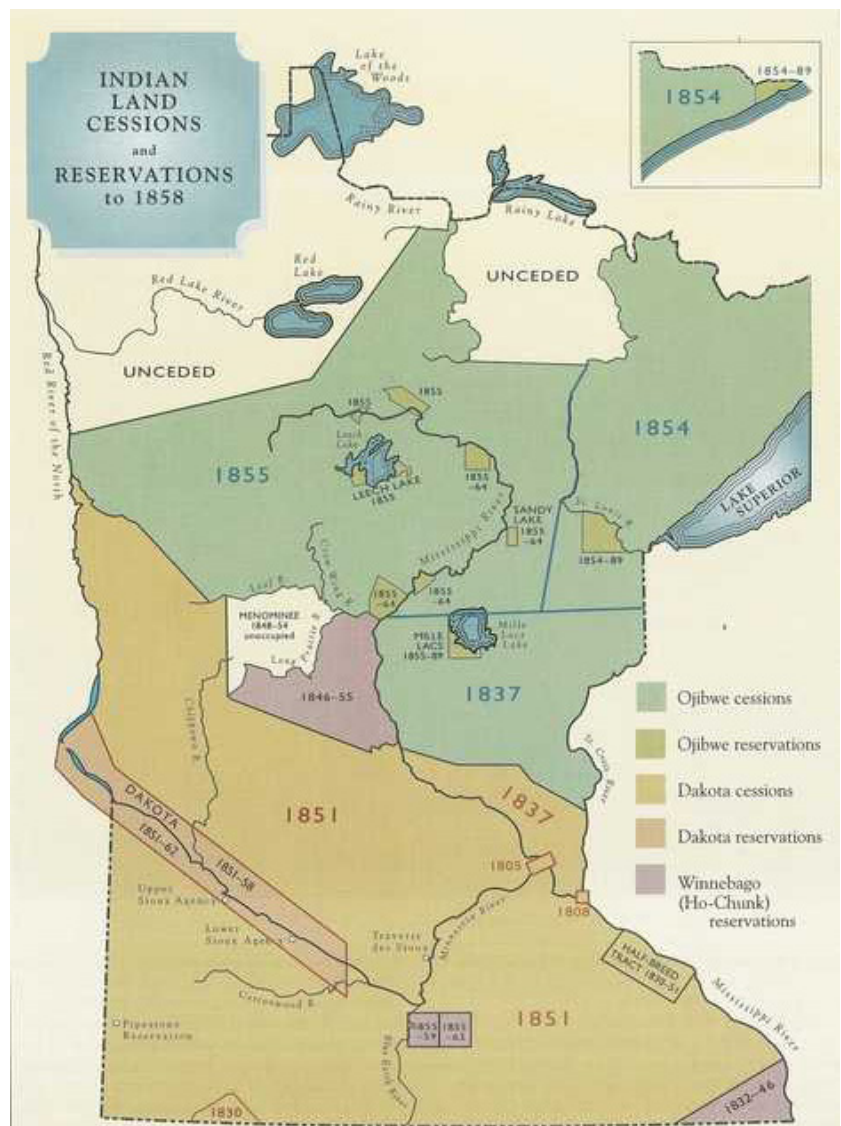 INDIAN
LAND
CESSIONS
and
RESERVATIONS
to 1858
Lake
of the
Woods
1854-89
1854
Rainy River
Rainy Lake
Red
Lake
Red Lake River
UNCEDED
UNCEDED
Red River of the North
1855
1855
1854
Leech
Lake
1855
LEECH LAKE
1855
1855
-64
LAKE
SUPERIOR
SANDY
LAKE
1855
-64
St. Louis R.
Mississippi River
1854-89
Crow Wing R.
Leaf R.
1855
-64
1855
-64
MENOMINEE
1848-54
unoccupied
Long Prairie R.
MILLE
LACS
1855-89
Mille
Lacs
Lake
1846-55
1837
Ojibwe cessions
Chippewa R.
St. Croix River
Ojibwe reservations
DAKOTA
1851-62
1851-58
1851
1837
Dakota cessions
Dakota reservations
1805
Upper
Sioux Agency
1808
Winnebago
(Ho-Chunk)
reservations
Lower
Sioux Agency
Traverse
des Sioux
Minnesota River
HALF-BREED
TRACT 1830-51
Mississippi River
Cottonwood R.
Pipestone
Reservation
1855
-59
1855
-63
1851
Blue Earth River
1830
1832-46